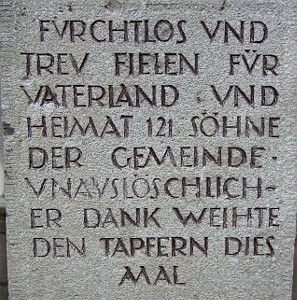 FVRCHTLOS VND
TREV FIELEN FÜR
VATERLAND · VND
HEIMAT 121 SÖHNE
DER GEMEINDE ·
VNAVSLÖSCHLICH-
ER DANK WEIHTE
DEN TAPFERN DIES
MAL